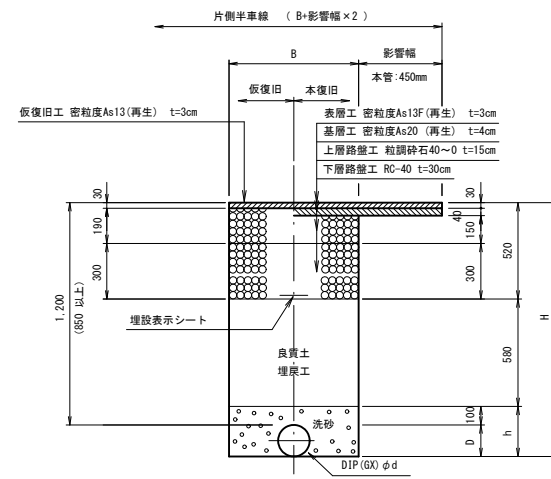 片側半車線 （ B+影響幅×2 ）
B
影響幅
本管:450mm
仮復旧
本復旧
仮復旧工 密粒度As13(再生) t=3cm
表層工 密粒度As13F(再生) t=3cm
基層工 密粒度As20 (再生) t=4cm
上層路盤工 粒調砕石40～0 t=15cm
下層路盤工 RC-40 t=30cm
30
190
300
1,200
(850 以上)
30
40
150
300
520
580
H
埋設表示シート
良質土
埋戻工
洗砂
100
D
h
DIP(GX)φd